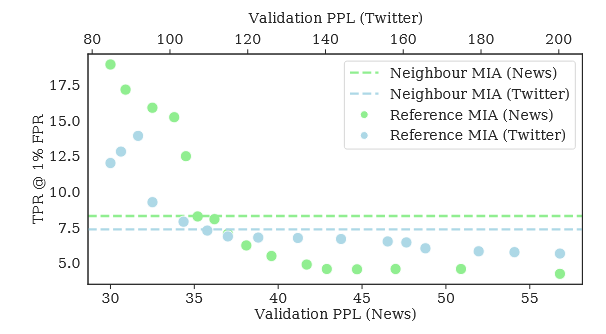 Validation PPL (Twitter)
80 100 120 140 160 180 200
Neighbour MIA (News)
Neighbour MIA (Twitter)
Reference MIA (News)
Reference MIA (Twitter)
TPR @ 1% FPR
17.5
15.0
12.5
10.0
7.5
5.0
30 35 40 45 50 55
Validation PPL (News)